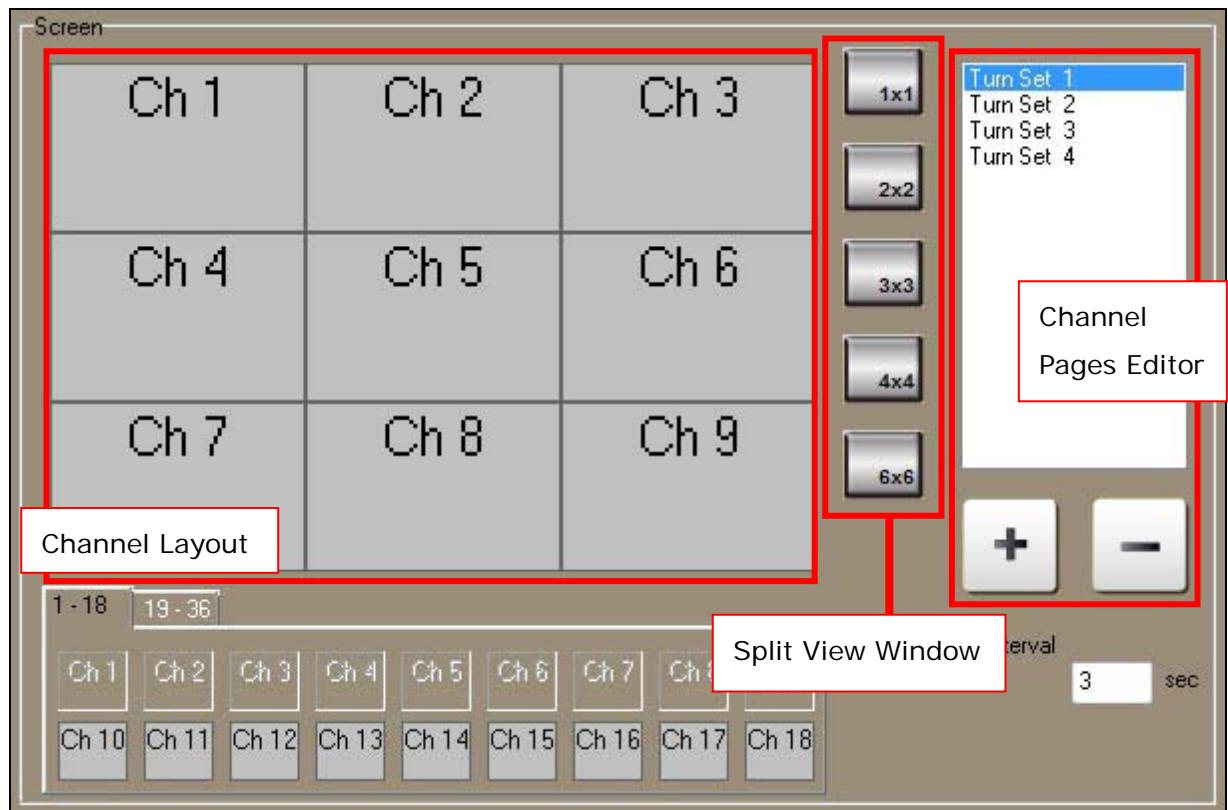 Screen
Ch 1 Ch 2 Ch 3
Ch 4 Ch 5 Ch 6
Ch 7 Ch 8 Ch 9
Channel Layout
1x1
2x2
3x3
4x4
6x6
Split View Window
Turn Set 1
Turn Set 2
Turn Set 3
Turn Set 4
Channel
Pages Editor
+ −
1 - 18 19 - 36
Ch 1 Ch 2 Ch 3 Ch 4 Ch 5 Ch 6 Ch 7 Ch
Ch 10 Ch 11 Ch 12 Ch 13 Ch 14 Ch 15 Ch 16 Ch 17 Ch 18
3 sec